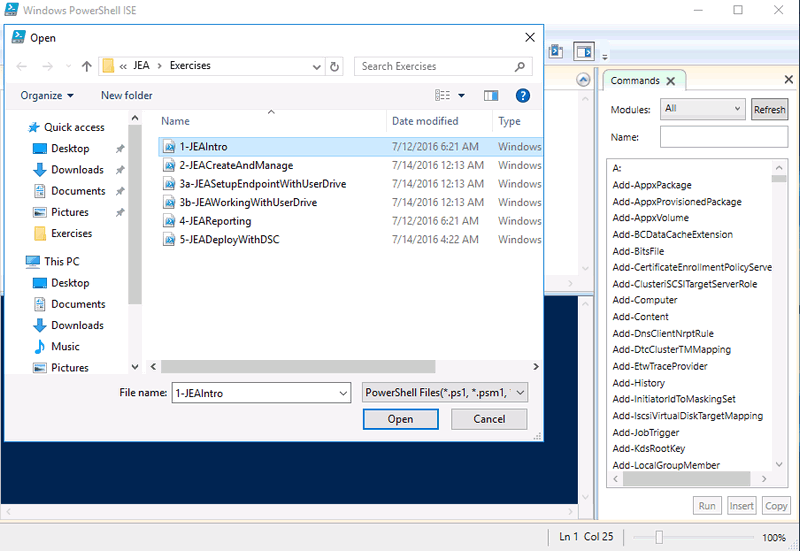 Windows PowerShell ISE
Open
« JEA > Exercises
Search Exercises
Organize
New folder
Quick access
Desktop
Downloads
Documents
Pictures
Exercises
This PC
Desktop
Documents
Downloads
Music
Pictures
Name Date modified Type
1-JEAIntro 7/12/2016 6:21 AM Windows
2-JEACreateAndManage 7/14/2016 12:13 AM Windows
3a-JEASetupEndpointWithUserDrive 7/14/2016 12:13 AM Windows
3b-JEAWorkingWithUserDrive 7/14/2016 12:13 AM Windows
4-JEAReporting 7/12/2016 6:21 AM Windows
5-JEADeployWithDSC 7/14/2016 4:22 AM Windows
File name: 1-JEAIntro
PowerShell Files(*.ps1, *.psm1,
Open Cancel
Commands X
Modules: All Refresh
Name:
A:
Add-AppxPackage
Add-AppxProvisionedPackage
Add-AppxVolume
Add-BCDataCacheExtension
Add-BitsFile
Add-CertificateEnrollmentPolicyServe
Add-ClusteriSCSITargetServerRole
Add-Computer
Add-Content
Add-DnsClientNrptRule
Add-DtcClusterTMMapping
Add-EtwTraceProvider
Add-History
Add-InitiatorIdToMaskingSet
Add-IscsiVirtualDiskTargetMapping
Add-JobTrigger
Add-KdsRootKey
Add-LocalGroupMember
Run Insert Copy
Ln 1 Col 25 100%